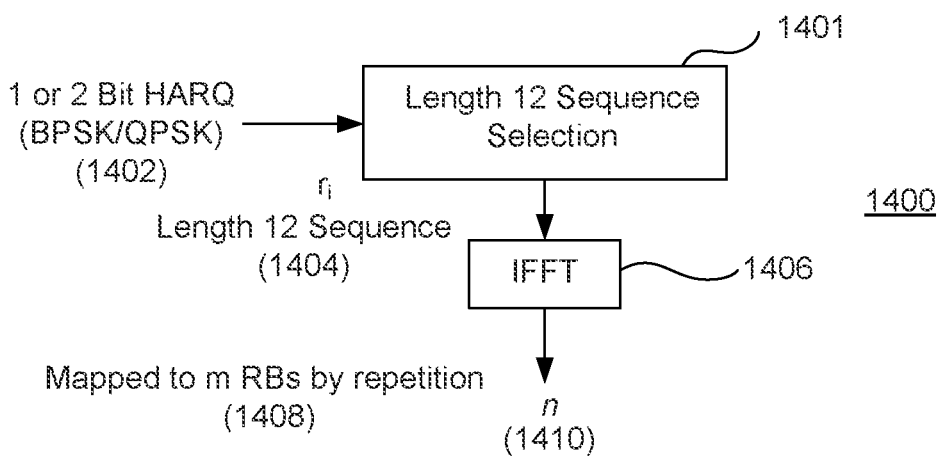 1401
1 or 2 Bit HARQ
(BPSK/QPSK)
(1402)
Length 12 Sequence
Selection
1400
rᵢ
Length 12 Sequence
(1404)
IFFT
1406
Mapped to m RBs by repetition
(1408)
n
(1410)